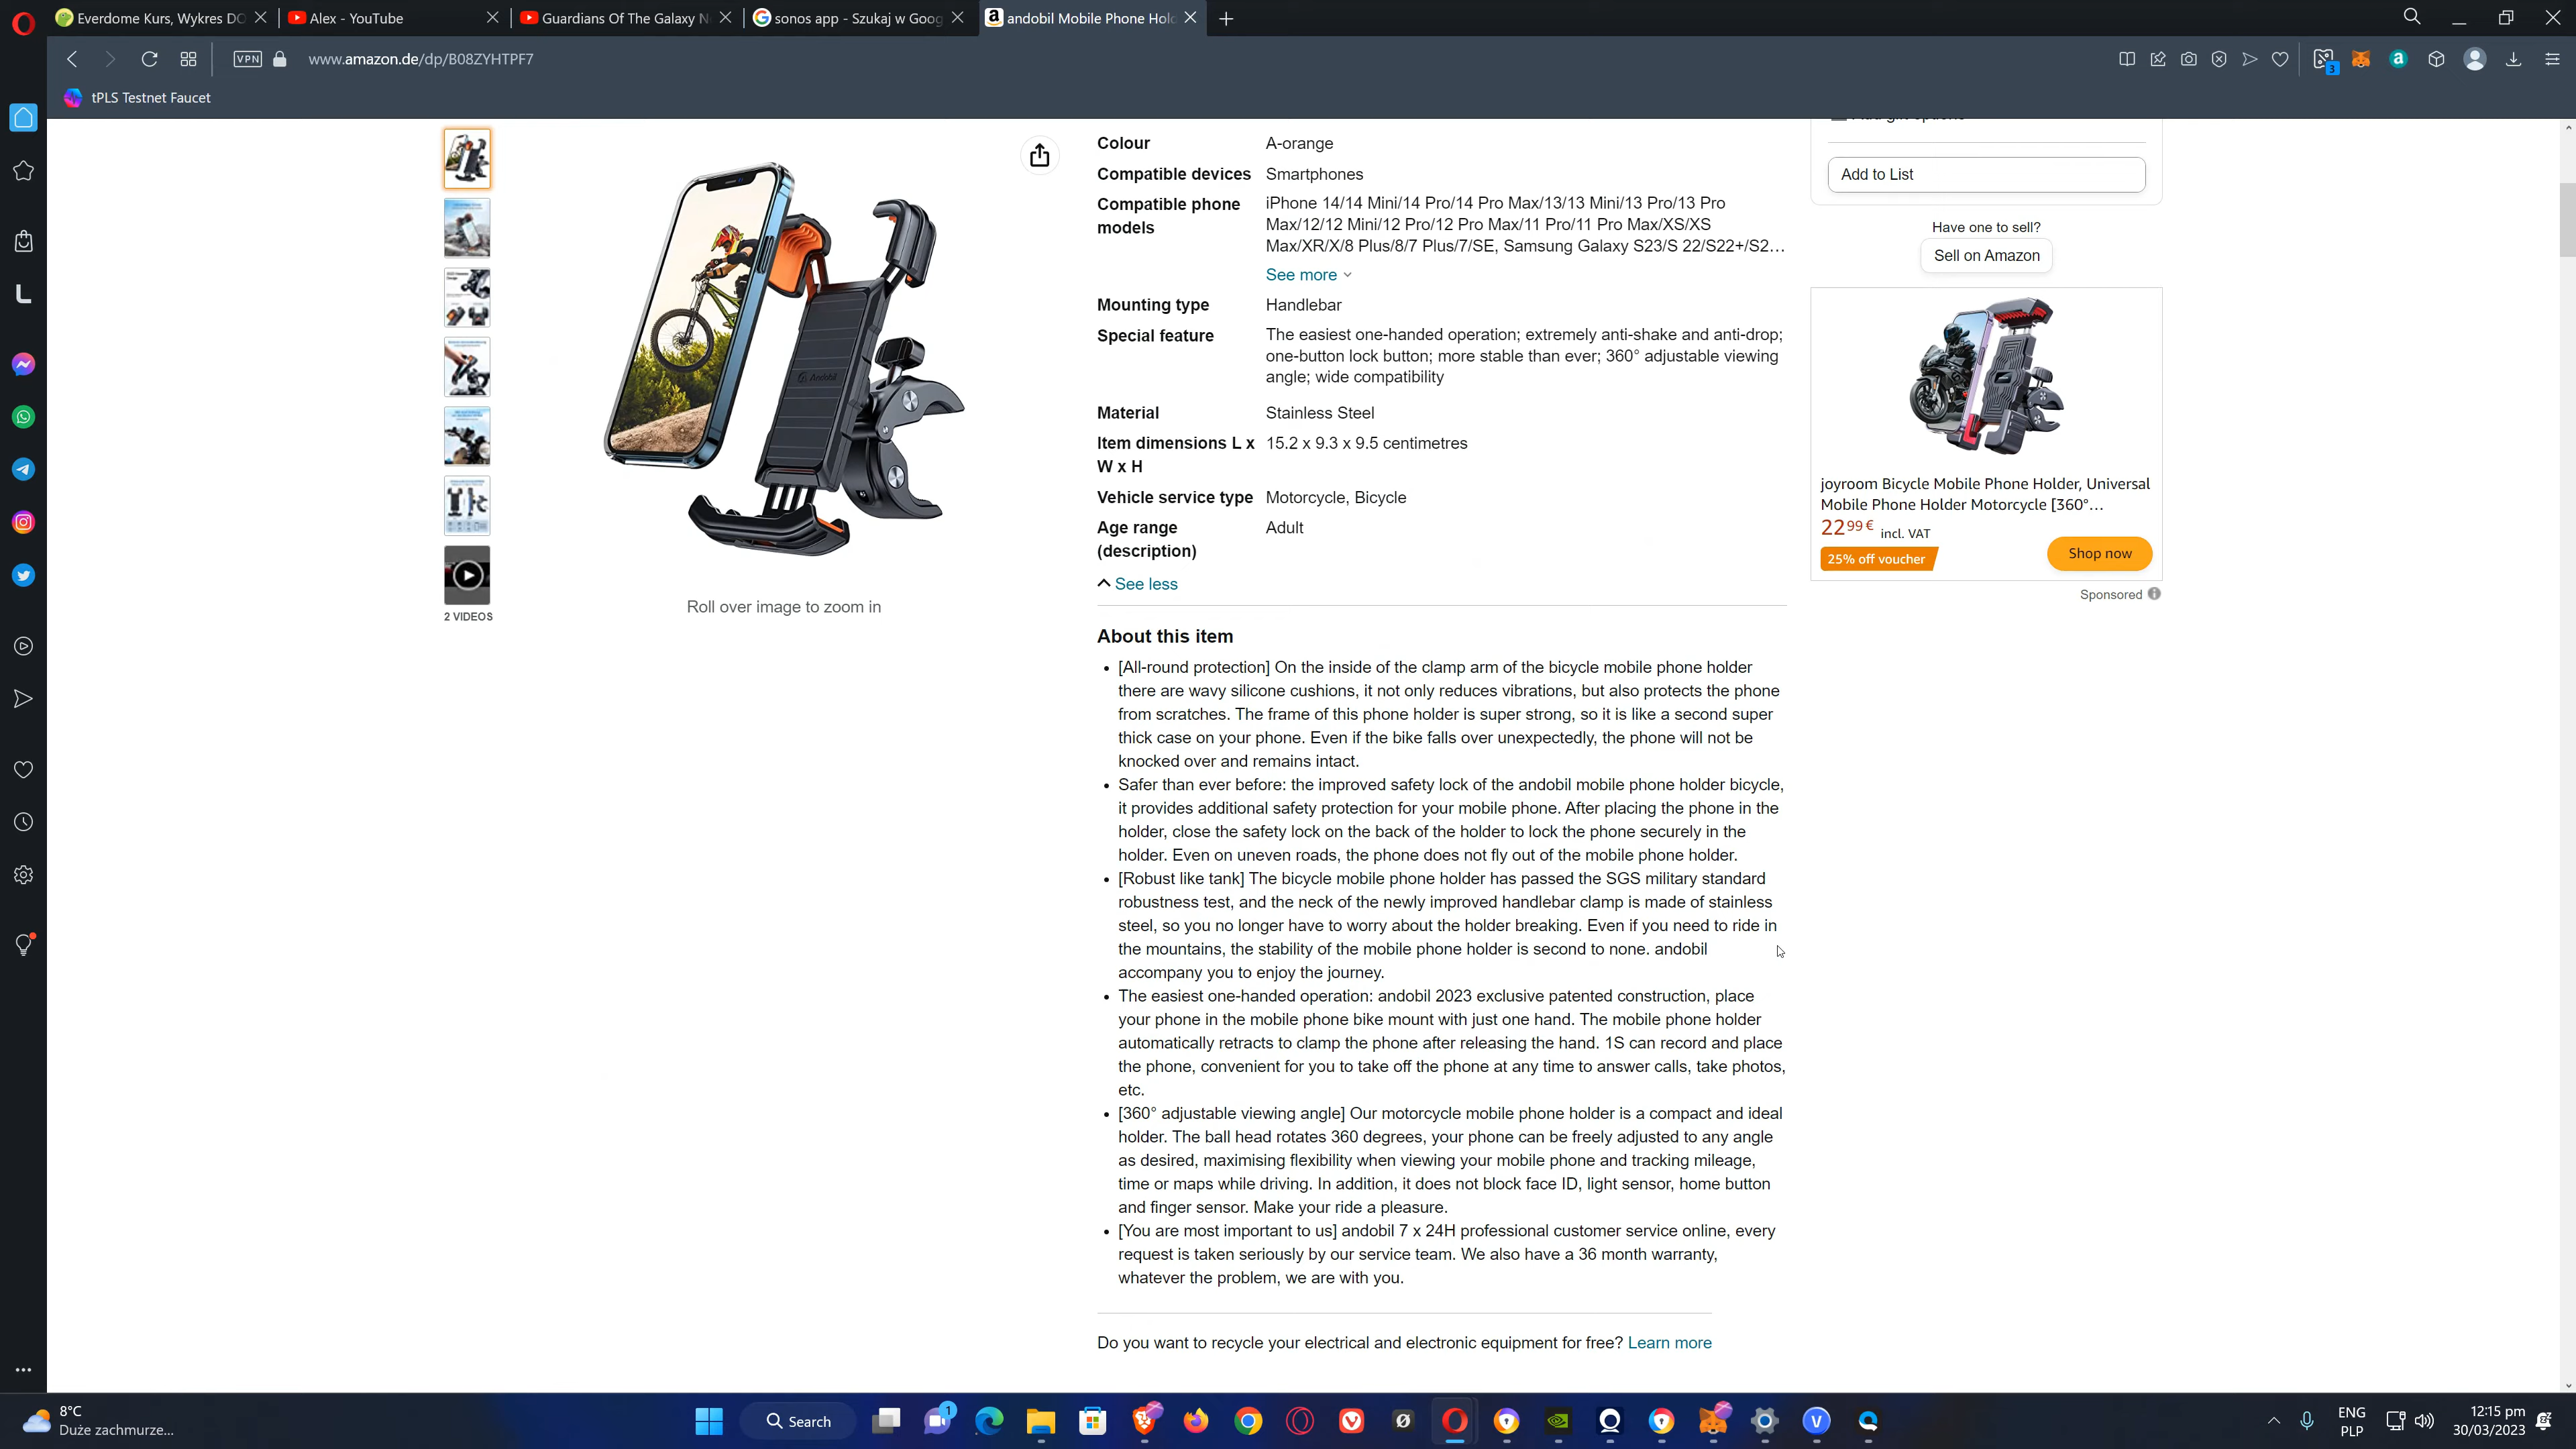 Everdome Kurs, Wykres DO
Alex - YouTube
Guardians Of The Galaxy N
sonos app - Szukaj w Goog
andobil Mobile Phone Hold
VPN
www.amazon.de/dp/B08ZYHTPF7
3
tPLS Testnet Faucet
Colour A-orange
Compatible devices Smartphones
Compatible phone models
iPhone 14/14 Mini/14 Pro/14 Pro Max/13/13 Mini/13 Pro/13 Pro
Max/12/12 Mini/12 Pro/12 Pro Max/11 Pro/11 Pro Max/XS/XS
Max/XR/X/8 Plus/8/7 Plus/7/SE, Samsung Galaxy S23/S 22/S22+/S2…
See more
Mounting type Handlebar
Special feature The easiest one-handed operation; extremely anti-shake and anti-drop;
one-button lock button; more stable than ever; 360° adjustable viewing
angle; wide compatibility
Material Stainless Steel
Item dimensions L x W x H 15.2 x 9.3 x 9.5 centimetres
Vehicle service type Motorcycle, Bicycle
Age range (description) Adult
See less
Andobil
2 VIDEOS
Roll over image to zoom in
About this item
[All-round protection] On the inside of the clamp arm of the bicycle mobile phone holder
there are wavy silicone cushions, it not only reduces vibrations, but also protects the phone
from scratches. The frame of this phone holder is super strong, so it is like a second super
thick case on your phone. Even if the bike falls over unexpectedly, the phone will not be
knocked over and remains intact.
Safer than ever before: the improved safety lock of the andobil mobile phone holder bicycle,
it provides additional safety protection for your mobile phone. After placing the phone in the
holder, close the safety lock on the back of the holder to lock the phone securely in the
holder. Even on uneven roads, the phone does not fly out of the mobile phone holder.
[Robust like tank] The bicycle mobile phone holder has passed the SGS military standard
robustness test, and the neck of the newly improved handlebar clamp is made of stainless
steel, so you no longer have to worry about the holder breaking. Even if you need to ride in
the mountains, the stability of the mobile phone holder is second to none. andobil
accompany you to enjoy the journey.
The easiest one-handed operation: andobil 2023 exclusive patented construction, place
your phone in the mobile phone bike mount with just one hand. The mobile phone holder
automatically retracts to clamp the phone after releasing the hand. 1S can record and place
the phone, convenient for you to take off the phone at any time to answer calls, take photos,
etc.
[360° adjustable viewing angle] Our motorcycle mobile phone holder is a compact and ideal
holder. The ball head rotates 360 degrees, your phone can be freely adjusted to any angle
as desired, maximising flexibility when viewing your mobile phone and tracking mileage,
time or maps while driving. In addition, it does not block face ID, light sensor, home button
and finger sensor. Make your ride a pleasure.
[You are most important to us] andobil 7 x 24H professional customer service online, every
request is taken seriously by our service team. We also have a 36 month warranty,
whatever the problem, we are with you.
Do you want to recycle your electrical and electronic equipment for free? Learn more
Add to List
Have one to sell?
Sell on Amazon
joyroom Bicycle Mobile Phone Holder, Universal
Mobile Phone Holder Motorcycle [360°…
22 99 € incl. VAT
25% off voucher
Shop now
Sponsored
8°C
Duże zachmurze...
Search
1
ENG
PLP
12:15 pm
30/03/2023